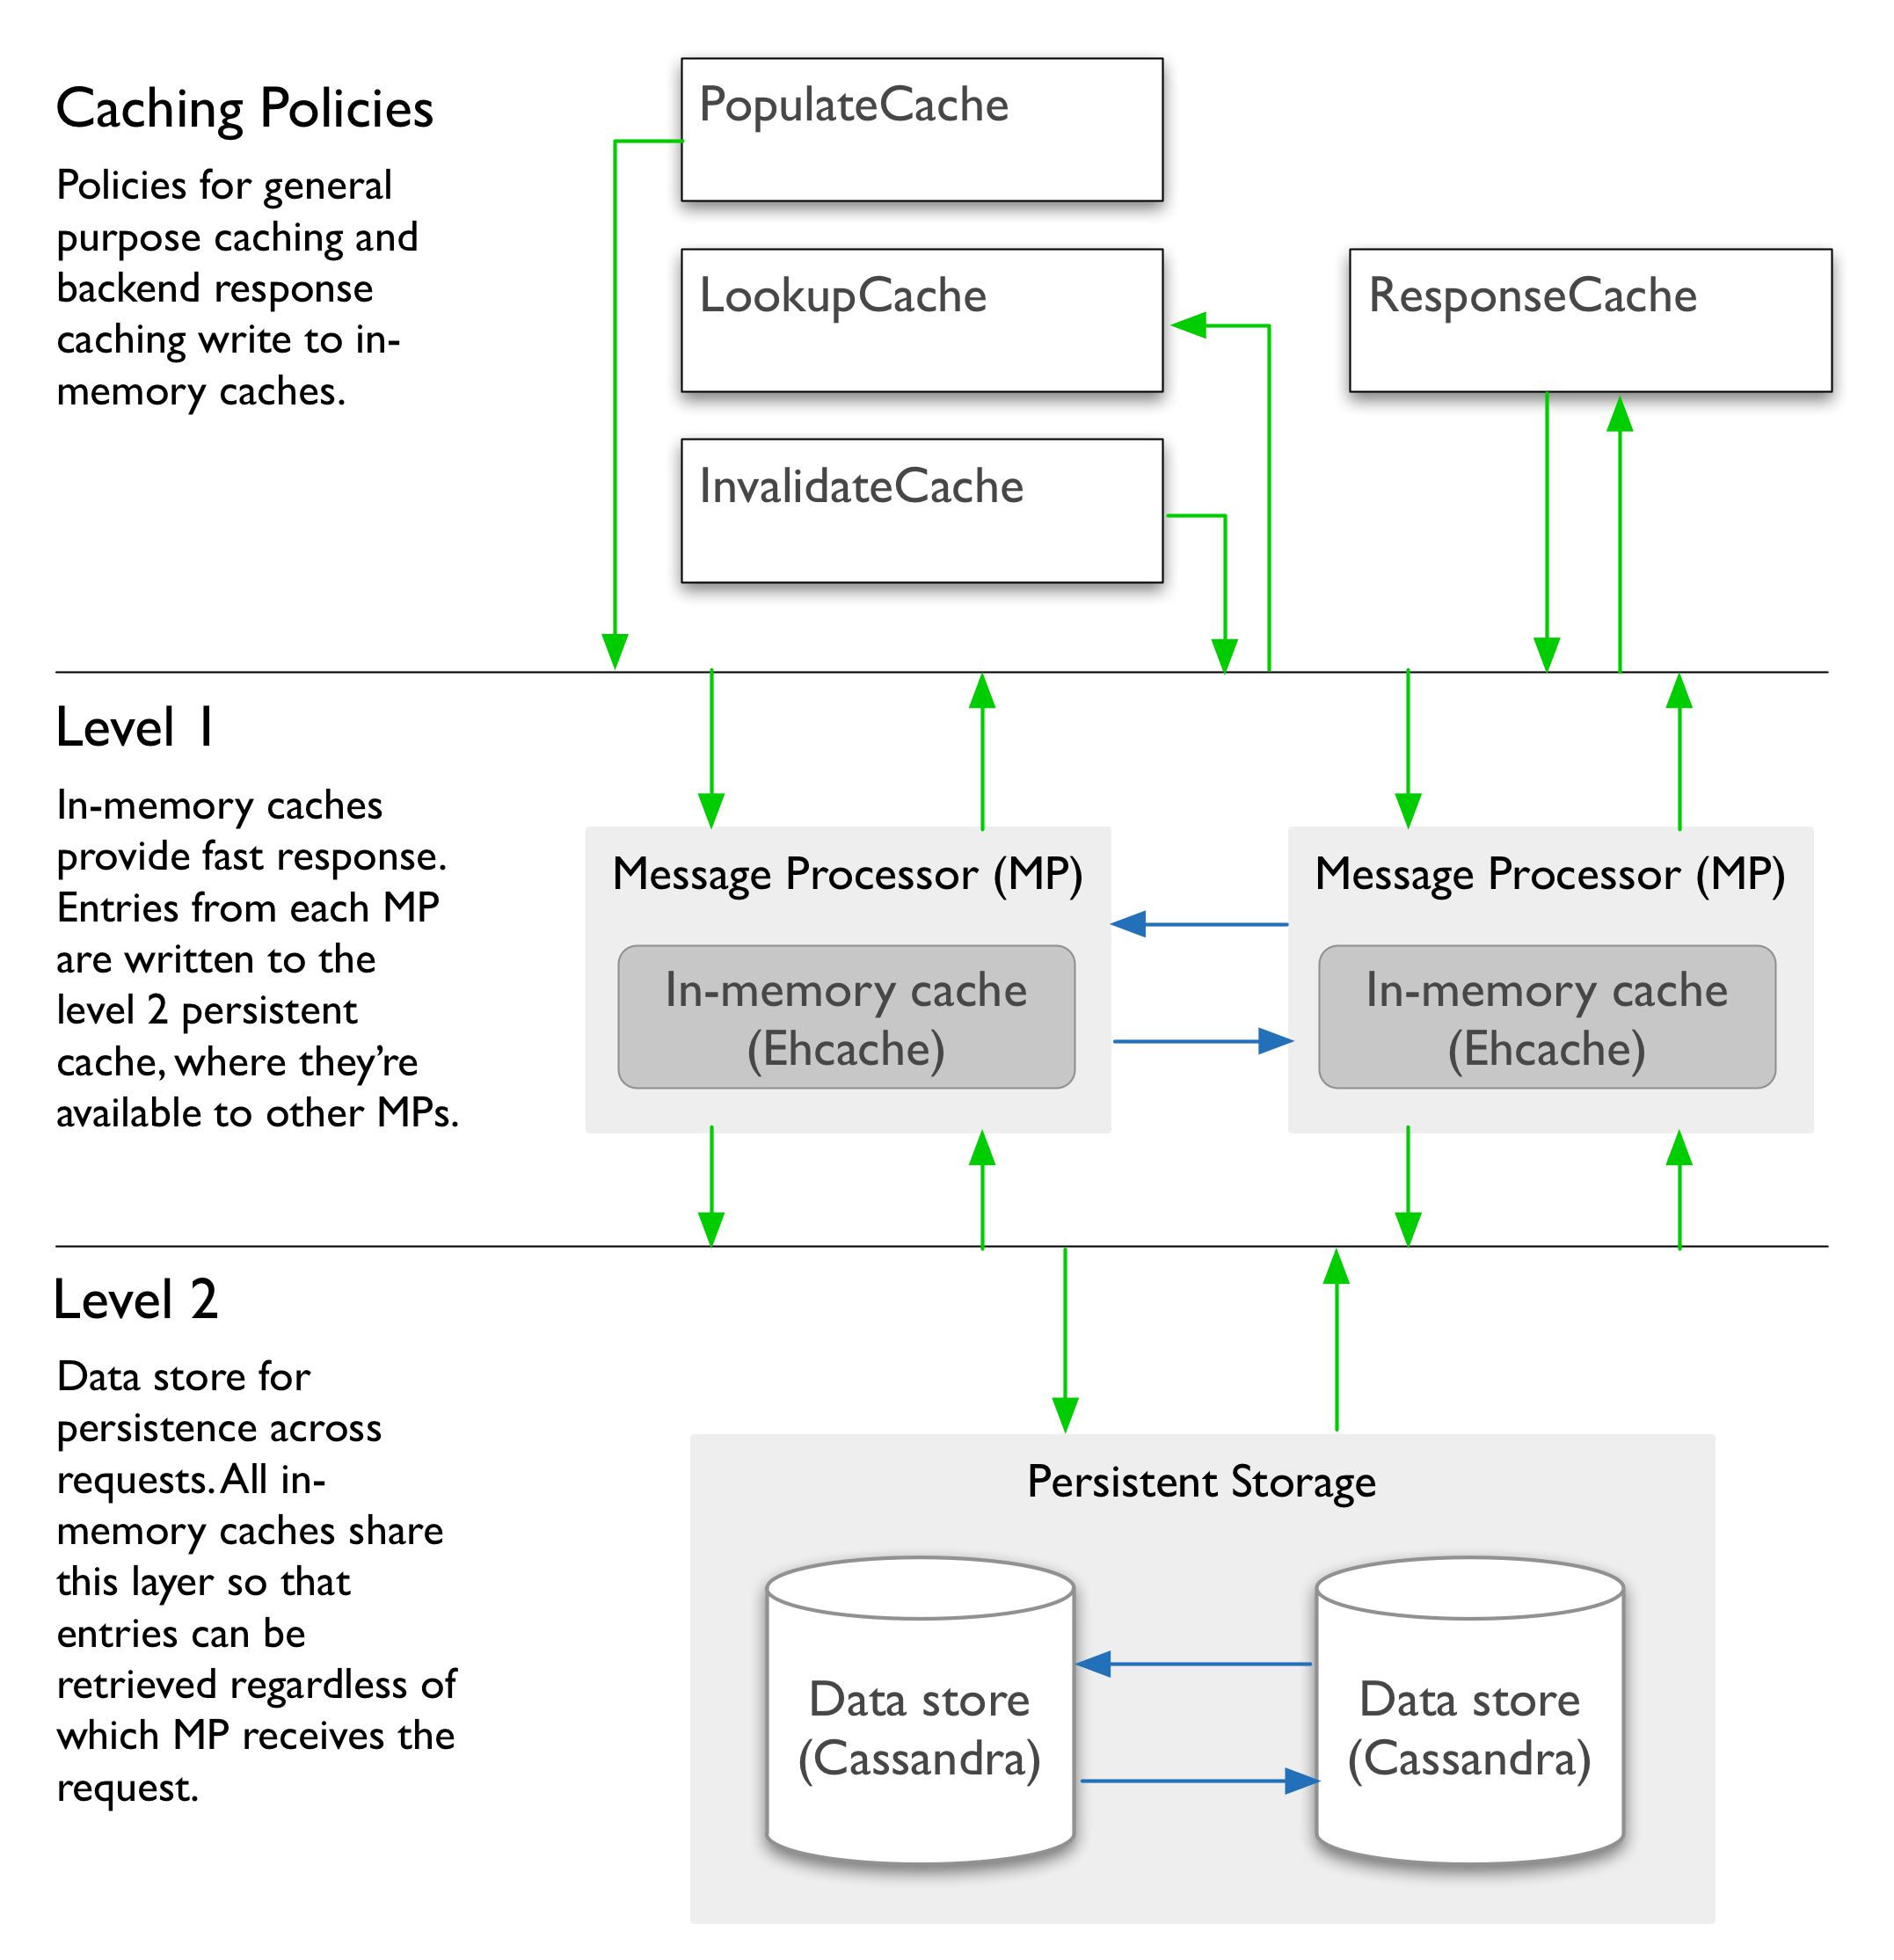 Caching Policies
Policies for general
purpose caching and
backend response
caching write to in-
memory caches.
PopulateCache
LookupCache
InvalidateCache
ResponseCache
Level 1
In-memory caches
provide fast response.
Entries from each MP
are written to the
level 2 persistent
cache, where they’re
available to other MPs.
Message Processor (MP)
In-memory cache
(Ehcache)
Message Processor (MP)
In-memory cache
(Ehcache)
Level 2
Data store for
persistence across
requests. All in-
memory caches share
this layer so that
entries can be
retrieved regardless of
which MP receives the
request.
Persistent Storage
Data store
(Cassandra)
Data store
(Cassandra)